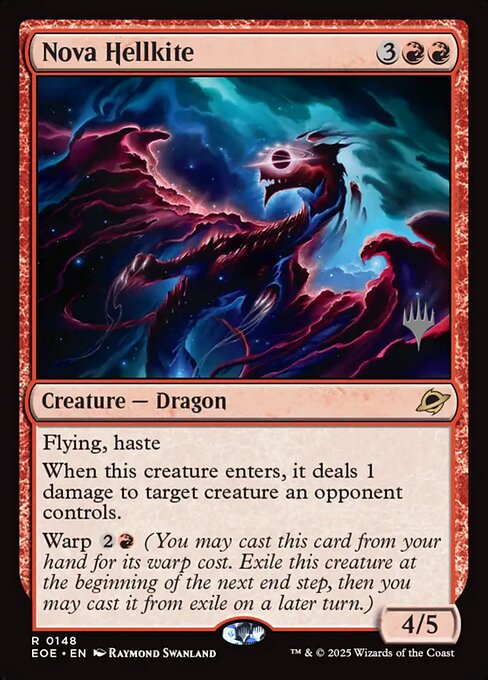 Nova Hellkite 3
Creature — Dragon
Flying, haste
When this creature enters, it deals 1
damage to target creature an opponent
controls.
Warp 2 (You may cast this card from your
hand for its warp cost. Exile this creature at
the beginning of the next end step, then you
may cast it from exile on a later turn.)
4/5
R 0148
EOE • EN Raymond Swanland
™ & © 2025 Wizards of the Coast